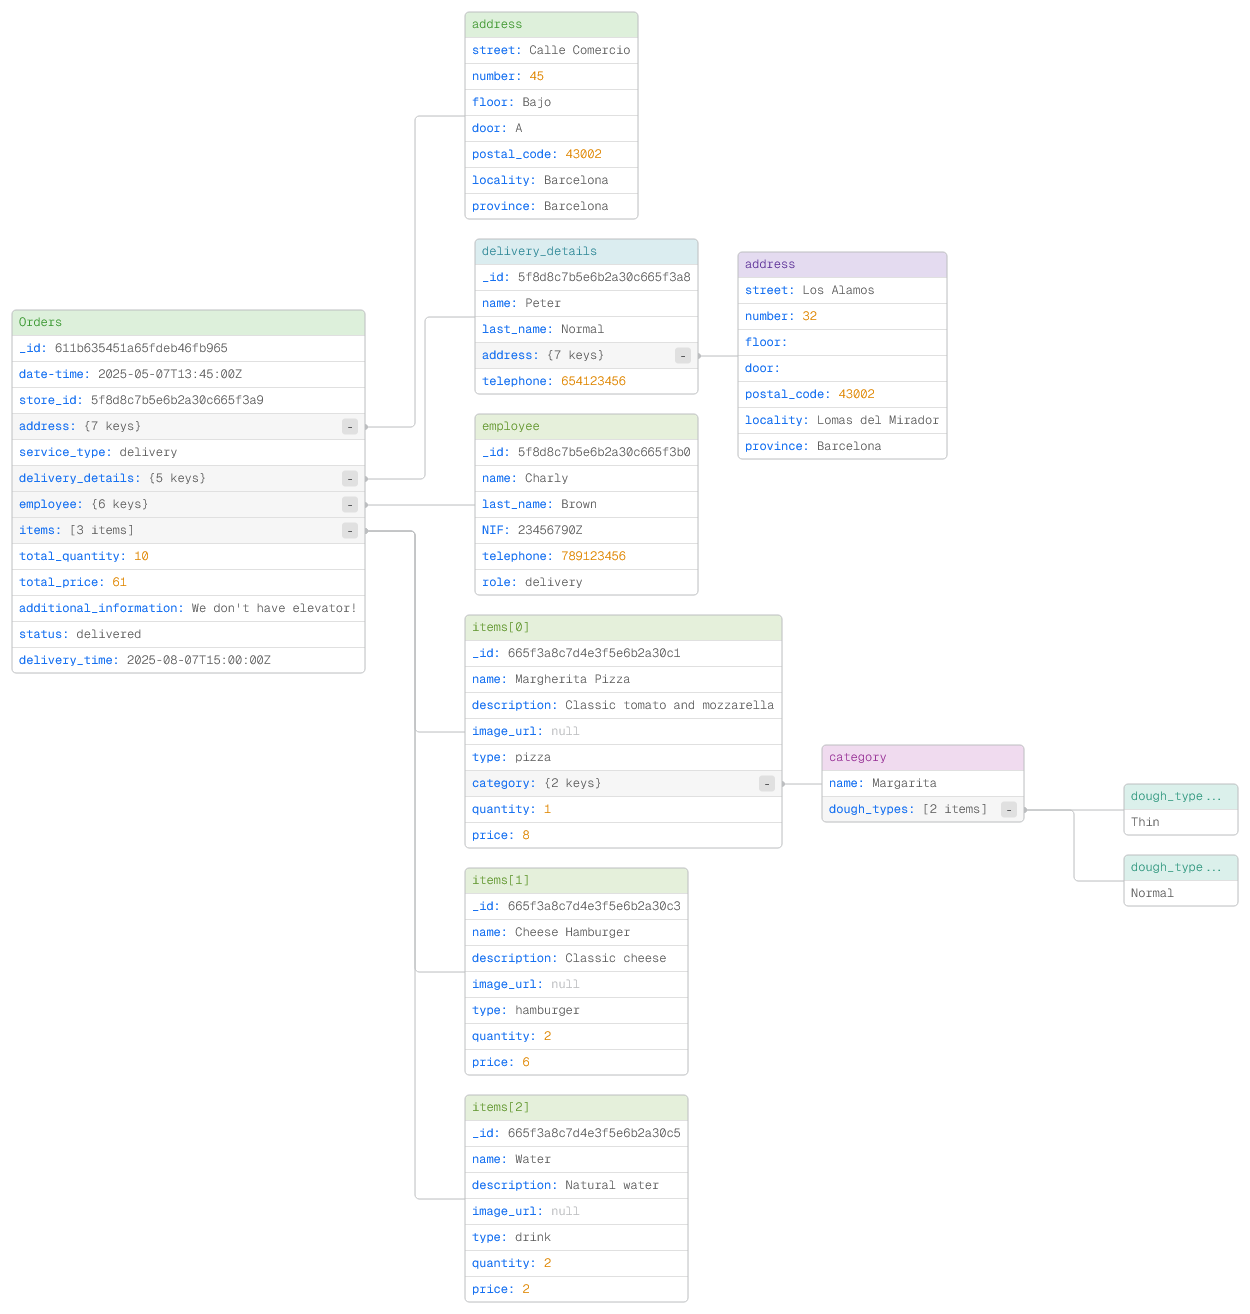 address
street: Calle Comercio
number: 45
floor: Bajo
door: A
postal_code: 43002
locality: Barcelona
province: Barcelona
delivery_details
_id: 5f8d8c7b5e6b2a30c665f3a8
name: Peter
last_name: Normal
address: {7 keys} -
telephone: 654123456
address
street: Los Alamos
number: 32
floor:
door:
postal_code: 43002
locality: Lomas del Mirador
province: Barcelona
Orders
_id: 611b635451a65fdeb46fb965
date-time: 2025-05-07T13:45:00Z
store_id: 5f8d8c7b5e6b2a30c665f3a9
address: {7 keys} -
service_type: delivery
delivery_details: {5 keys} -
employee: {6 keys} -
items: [3 items] -
total_quantity: 10
total_price: 61
additional_information: We don't have elevator!
status: delivered
delivery_time: 2025-08-07T15:00:00Z
employee
_id: 5f8d8c7b5e6b2a30c665f3b0
name: Charly
last_name: Brown
NIF: 23456790Z
telephone: 789123456
role: delivery
items[0]
_id: 665f3a8c7d4e3f5e6b2a30c1
name: Margherita Pizza
description: Classic tomato and mozzarella
image_url: null
type: pizza
category: {2 keys} -
quantity: 1
price: 8
category
name: Margarita
dough_types: [2 items] -
dough_type...
Thin
dough_type...
Normal
items[1]
_id: 665f3a8c7d4e3f5e6b2a30c3
name: Cheese Hamburger
description: Classic cheese
image_url: null
type: hamburger
quantity: 2
price: 6
items[2]
_id: 665f3a8c7d4e3f5e6b2a30c5
name: Water
description: Natural water
image_url: null
type: drink
quantity: 2
price: 2